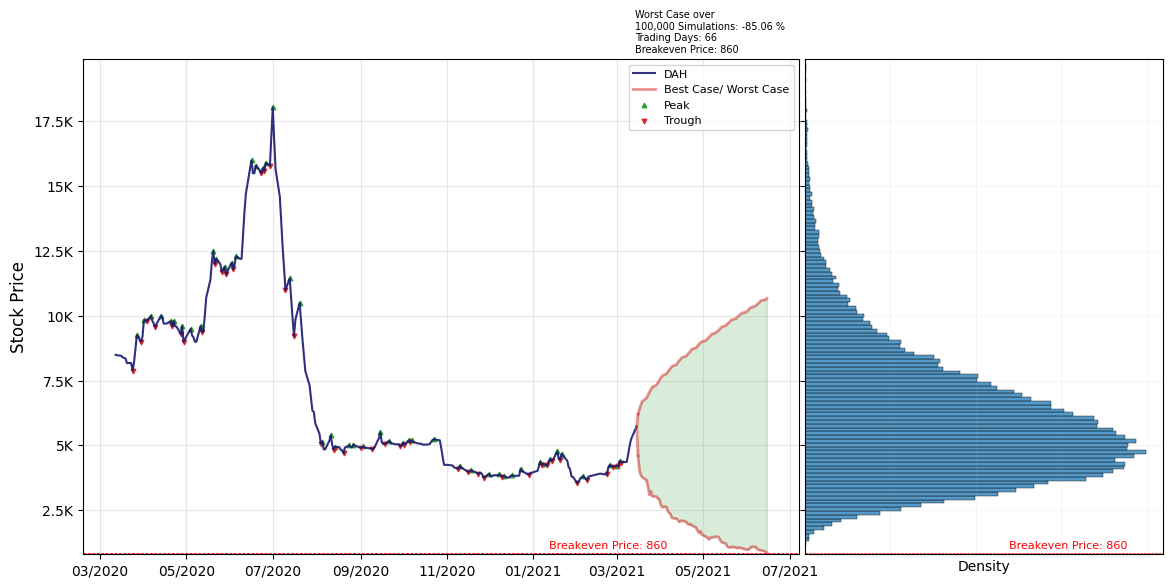 Worst Case over
100,000 Simulations: -85.06 %
Trading Days: 66
Breakeven Price: 860
DAH
Best Case/ Worst Case
Peak
Trough
Stock Price
17.5K
15K
12.5K
10K
7.5K
5K
2.5K
Breakeven Price: 860
Breakeven Price: 860
03/2020
05/2020
07/2020
09/2020
11/2020
01/2021
03/2021
05/2021
07/2021
Density